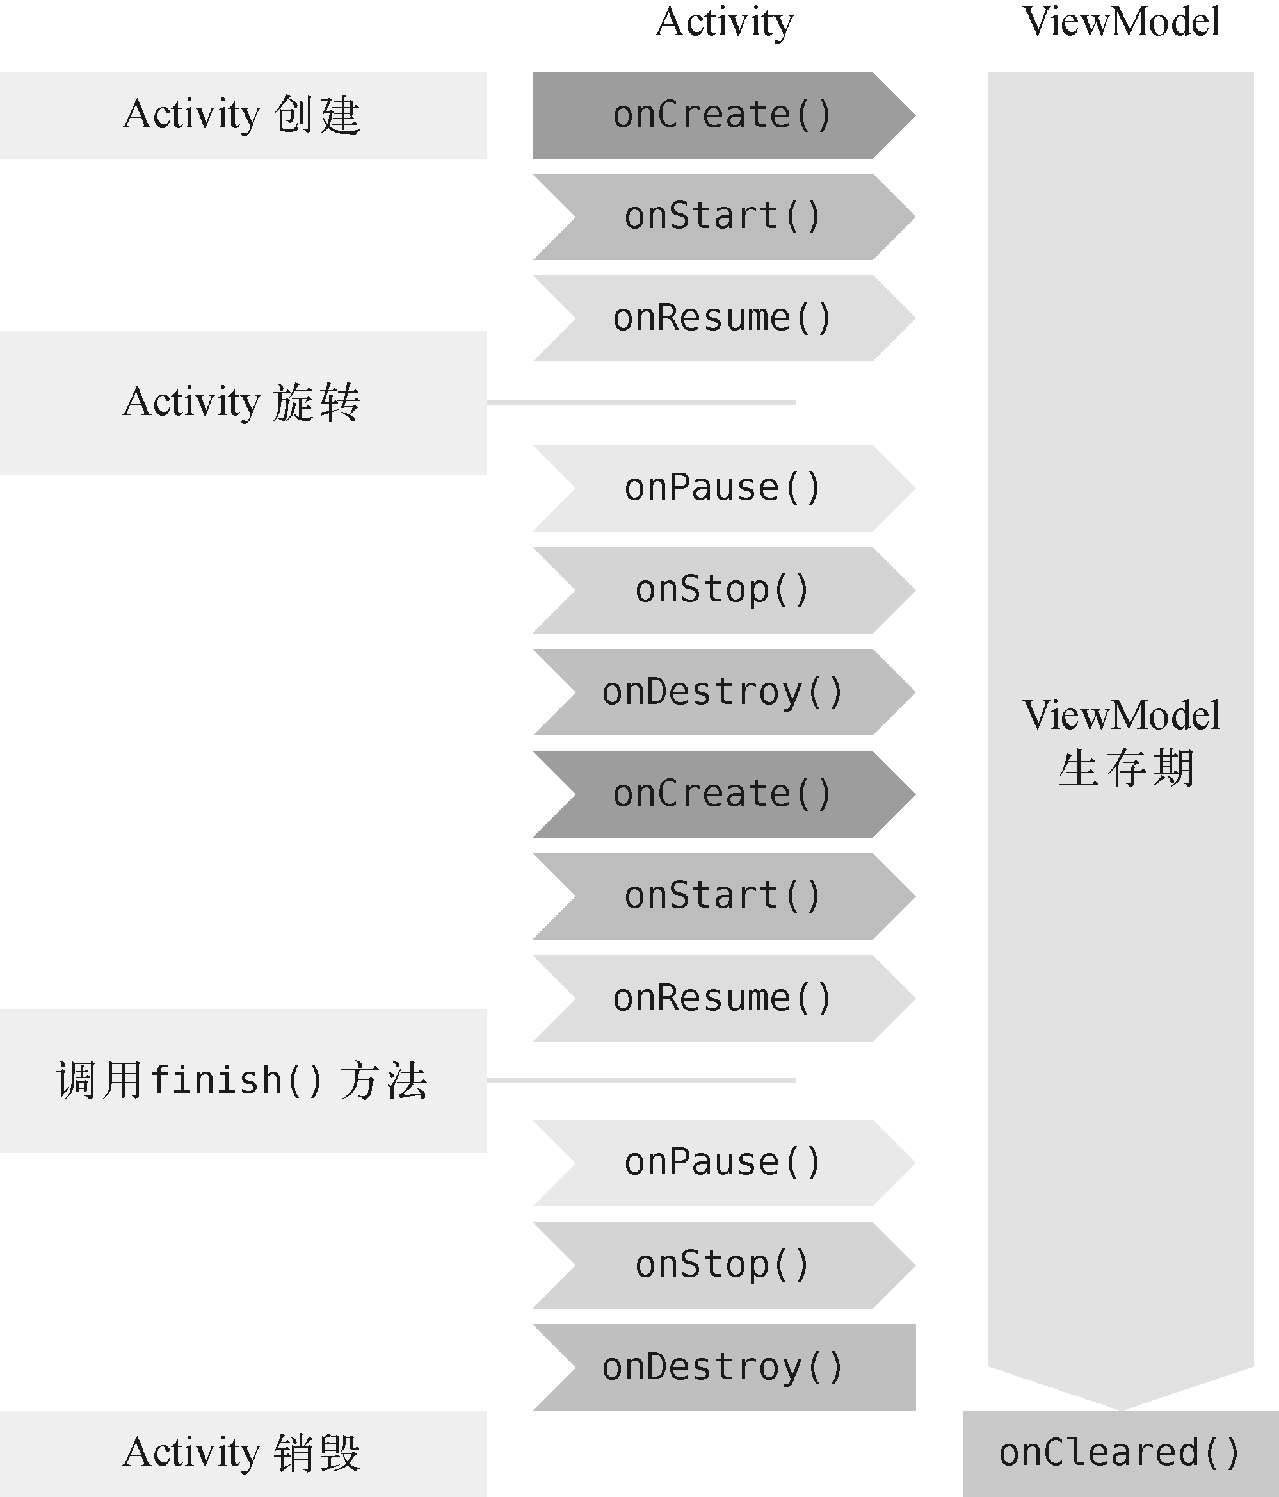 Activity
ViewModel
Activity 创建
onCreate()
onStart()
onResume()
Activity 旋转
onPause()
onStop()
onDestroy()
ViewModel
生存期
onCreate()
onStart()
onResume()
调用finish() 方法
onPause()
onStop()
onDestroy()
Activity 销毁
onCleared()